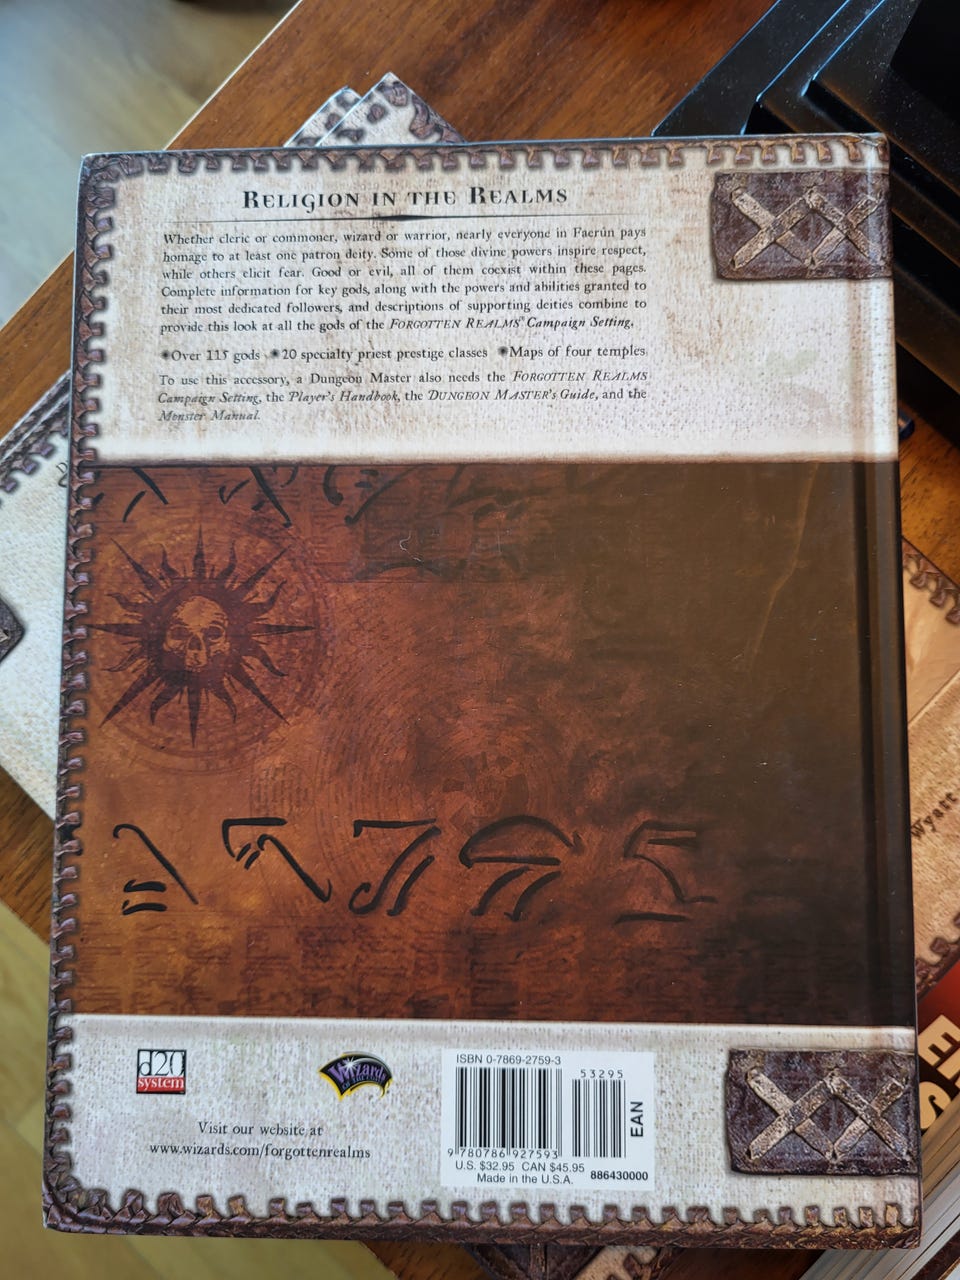 RELIGION IN THE REALMS
Whether cleric or commoner, wizard or warrior, nearly everyone in Faerûn pays
homage to at least one patron deity. Some of those divine powers inspire respect,
while others elicit fear. Good or evil, all of them coexist within these pages.
Complete information for key gods, along with the powers and abilities granted to
their most dedicated followers, and descriptions of supporting deities combine to
provide this look at all the gods of the FORGOTTEN REALMS® Campaign Setting.
Over 115 gods 20 specialty priest prestige classes Maps of four temples
To use this accessory, a Dungeon Master also needs the FORGOTTEN REALMS
Campaign Setting, the Player's Handbook, the DUNGEON MASTER's Guide, and the
Monster Manual.
Wyatt
d20
system
Wizards
OF THE COAST
Visit our website at
www.wizards.com/forgottenrealms
ISBN 0-7869-2759-3
53295
EAN
9 780786 927593
U.S. $32.95 CAN $45.95
Made in the U.S.A.
886430000